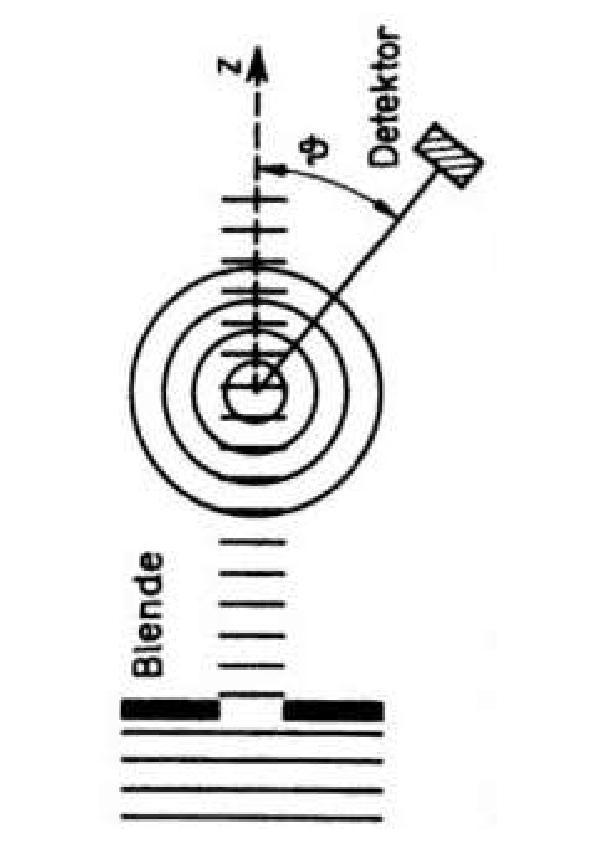 Blende
z
ϑ
Detektor